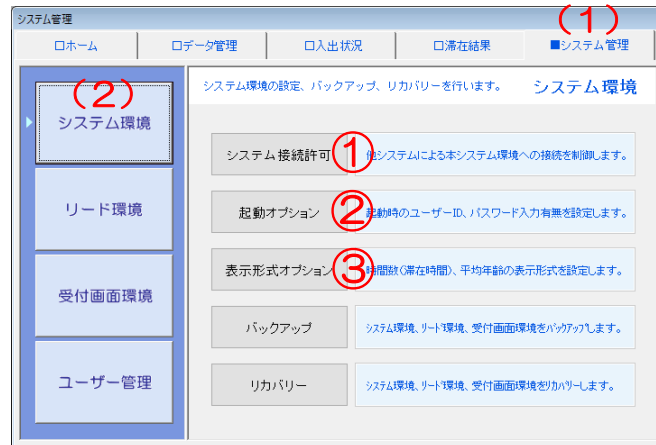 システム管理
（１）
□ホーム
□データ管理
□入出状況
□滞在結果
■システム管理
（２）
システム環境
リード環境
受付画面環境
ユーザー管理
システム環境の設定、バックアップ、リカバリーを行います。
システム環境
システム接続許可
①
他システムによる本システム環境への接続を制御します。
起動オプション
②
起動時のユーザーID、パスワード入力有無を設定します。
表示形式オプション
③
時間数(滞在時間)、平均年齢の表示形式を設定します。
バックアップ
システム環境、リード環境、受付画面環境をバックアップします。
リカバリー
システム環境、リード環境、受付画面環境をリカバリーします。